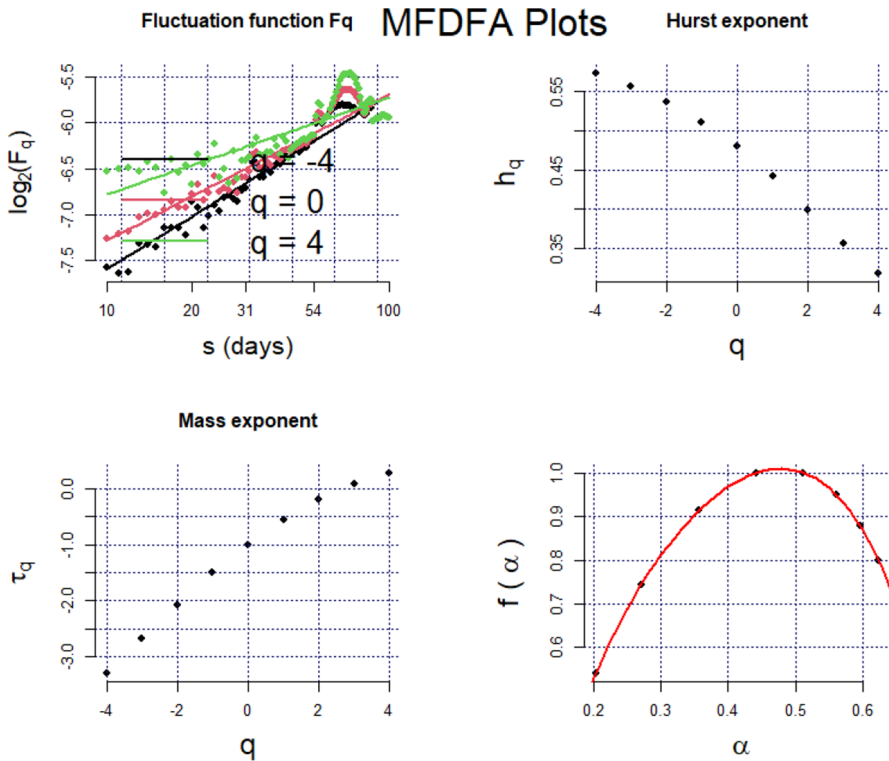 MFDFA Plots
Fluctuation function Fq
log2(Fq)
-5.5
-6.0
-6.5
-7.0
-7.5
q = -4
q = 0
q = 4
10 20 31 54 100
s (days)
Hurst exponent
hq
0.55
0.45
0.35
-4 -2 0 2 4
q
Mass exponent
τq
0.0
-1.0
-2.0
-3.0
-4 -2 0 2 4
q
f ( α )
1.0
0.9
0.8
0.7
0.6
0.2 0.3 0.4 0.5 0.6
α